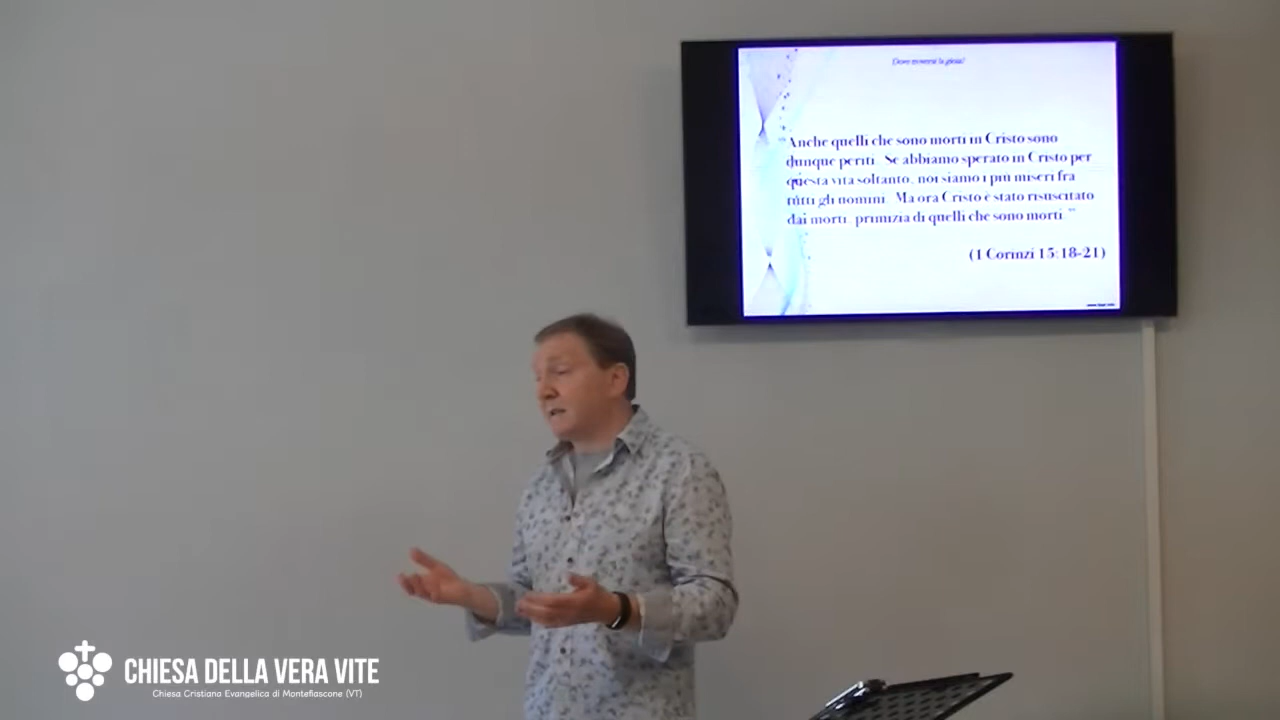 Dove troverai la gioia?
"Anche quelli che sono morti in Cristo sono
dunque periti. Se abbiamo sperato in Cristo per
questa vita soltanto, noi siamo i più miseri fra
tutti gli uomini. Ma ora Cristo è stato risuscitato
dai morti, primizia di quelli che sono morti.""
(1 Corinzi 15:18-21)
CHIESA DELLA VERA VITE
Chiesa Cristiana Evangelica di Montefiascone (VT)